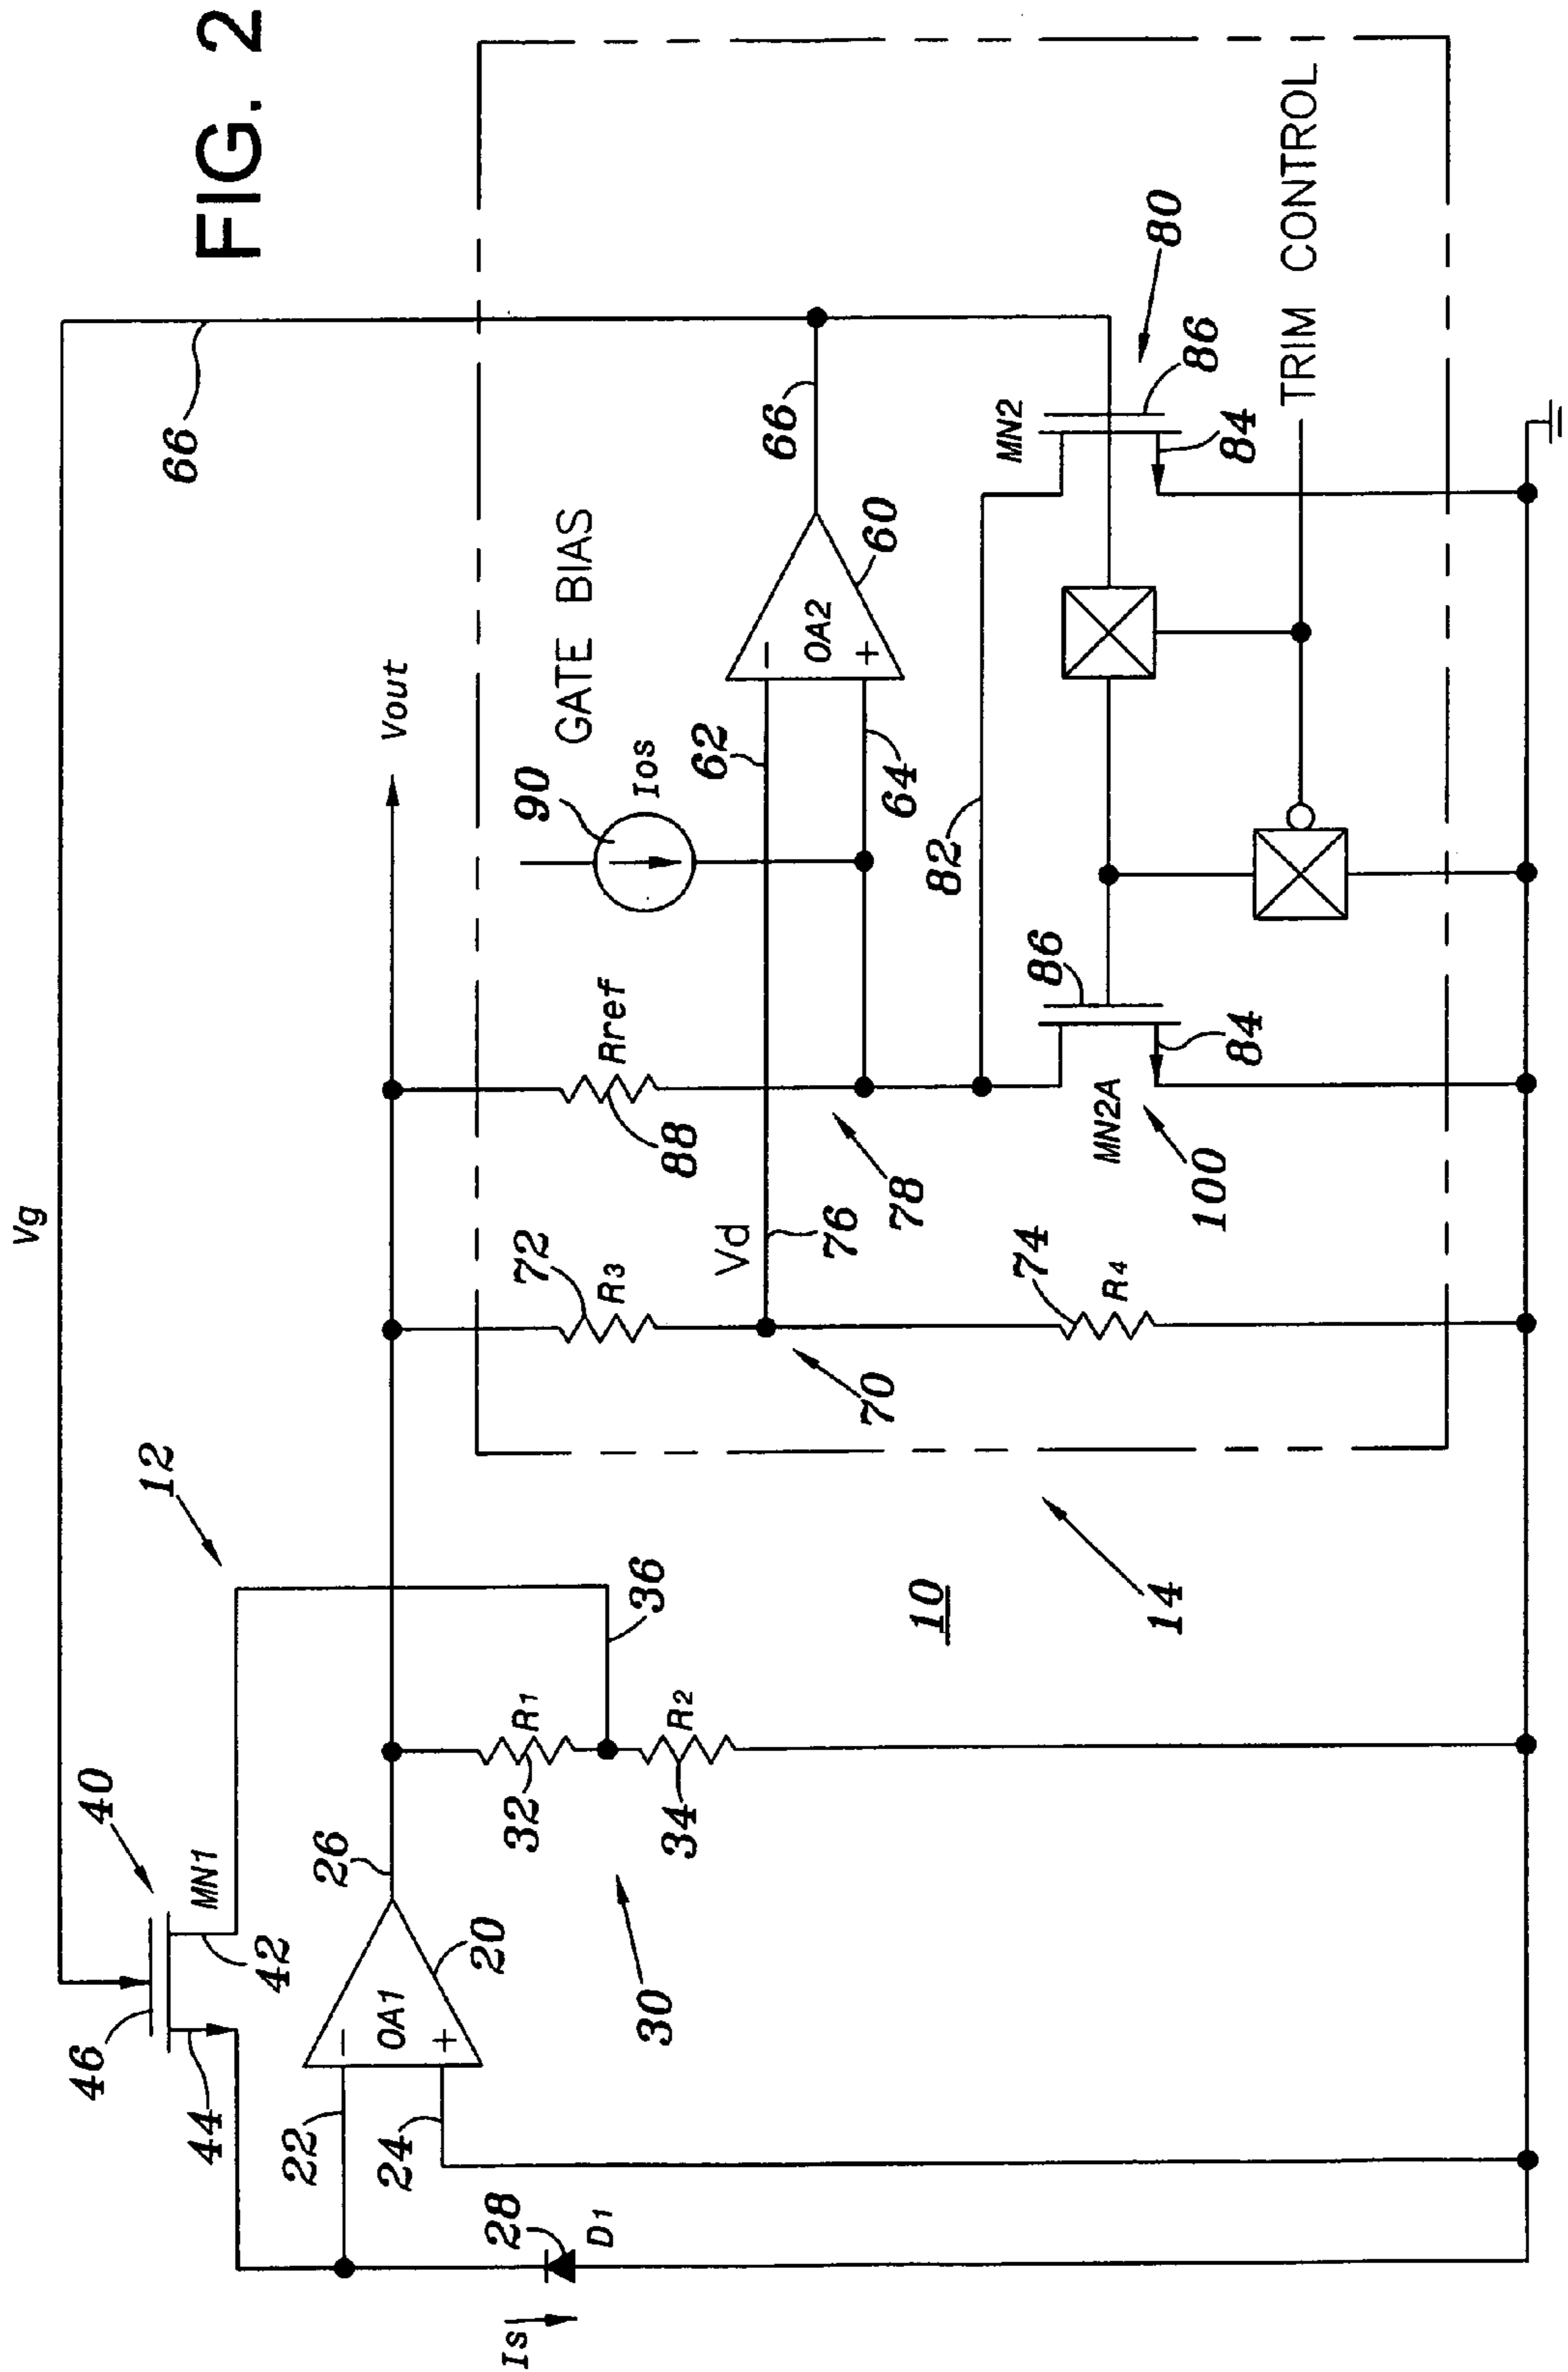 FIG. 2
Vg
66
12
40
MN1
46
42
44
Vout
26
22
OA1
−
+
20
24
36
32
R1
34
R2
30
Is
28
D1
10
14
GATE BIAS
90
Ios
72
R3
88
Rref
62
−
OA2
+
60
66
64
Vd
76
70
78
82
74
R4
MN2
80
86
84
86
MN2A
84
100
TRIM CONTROL